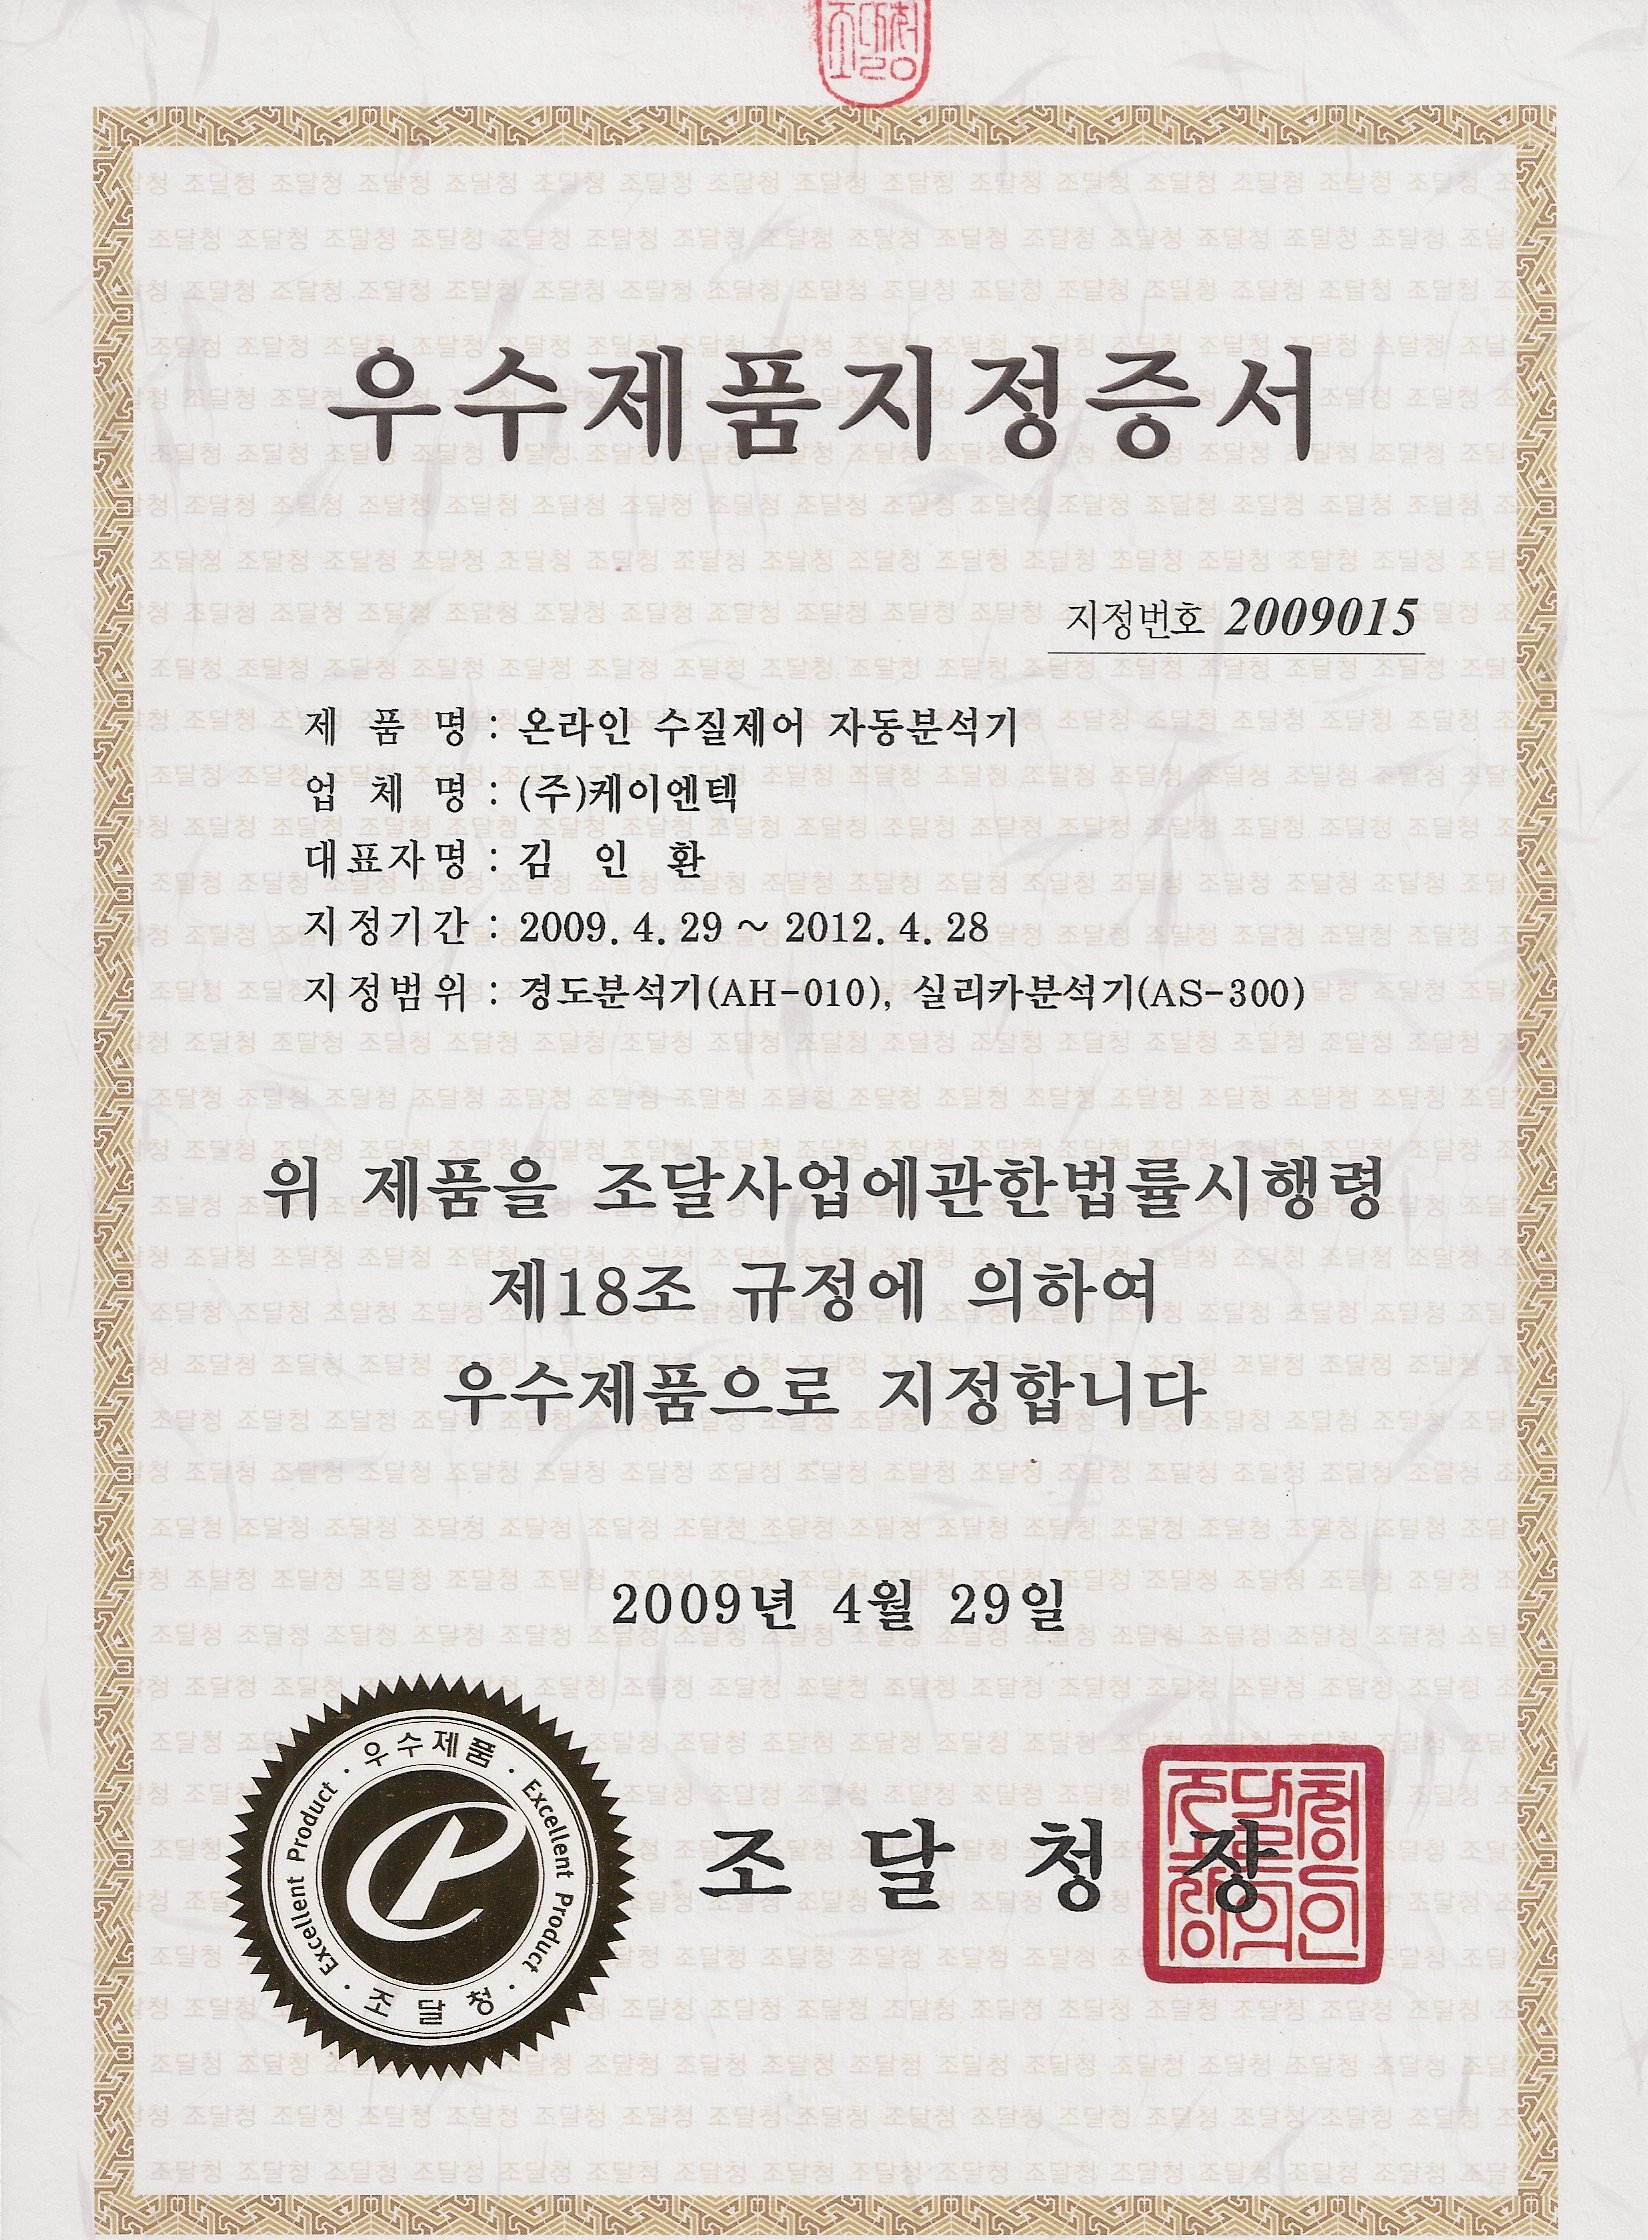 우수제품지정증서
지정번호 2009015
제 품 명 : 온라인 수질제어 자동분석기
업 체 명 : (주)케이엔텍
대표자명 : 김 인 환
지정기간 : 2009. 4. 29 ~ 2012. 4. 28
지정범위 : 경도분석기(AH-010), 실리카분석기(AS-300)
위 제품을 조달사업에관한법률시행령
제18조 규정에 의하여
우수제품으로 지정합니다
2009년 4월 29일
· 우수제품 · Excellent Product · 조달청 · Excellent Product
조 달 청 장